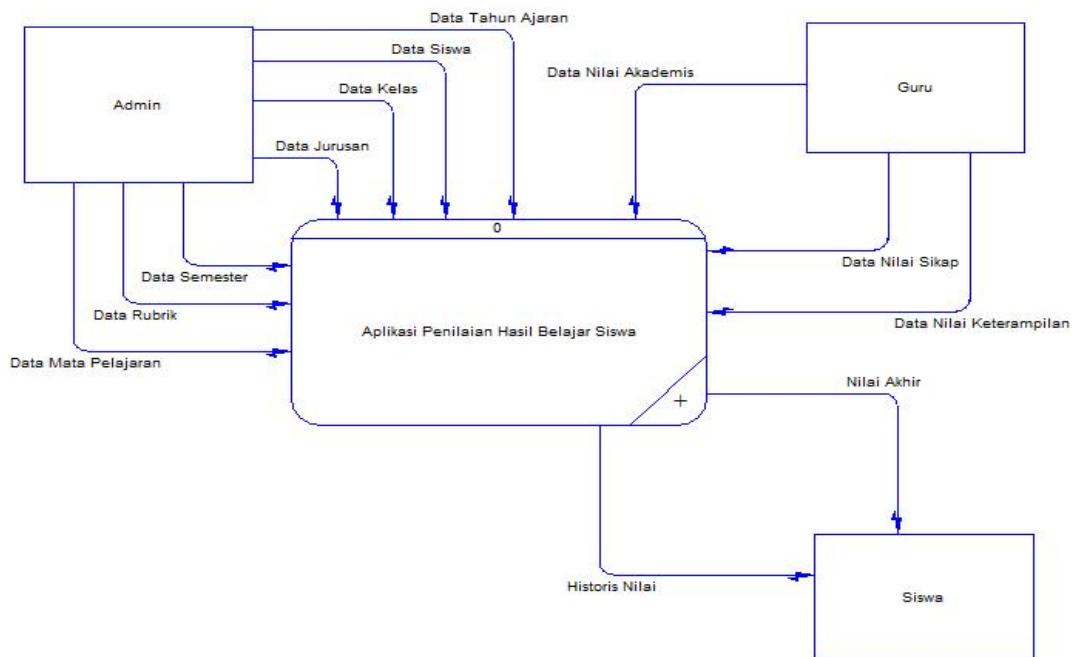 Data Tahun Ajaran
Data Siswa
Data Nilai Akademis
Data Kelas
Admin
Guru
Data Jurusan
0
Data Semester
Data Nilai Sikap
Data Rubrik
Data Nilai Keterampilan
Aplikasi Penilaian Hasil Belajar Siswa
Data Mata Pelajaran
Nilai Akhir
+
Historis Nilai
Siswa